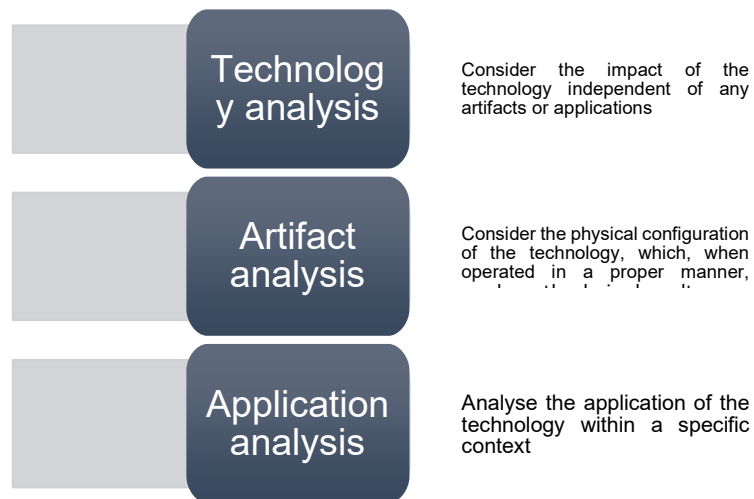 Technolog
y analysis
Consider the impact of the
technology independent of any
artifacts or applications
Artifact
analysis
Consider the physical configuration
of the technology, which, when
operated in a proper manner,
Application
analysis
Analyse the application of the
technology within a specific
context